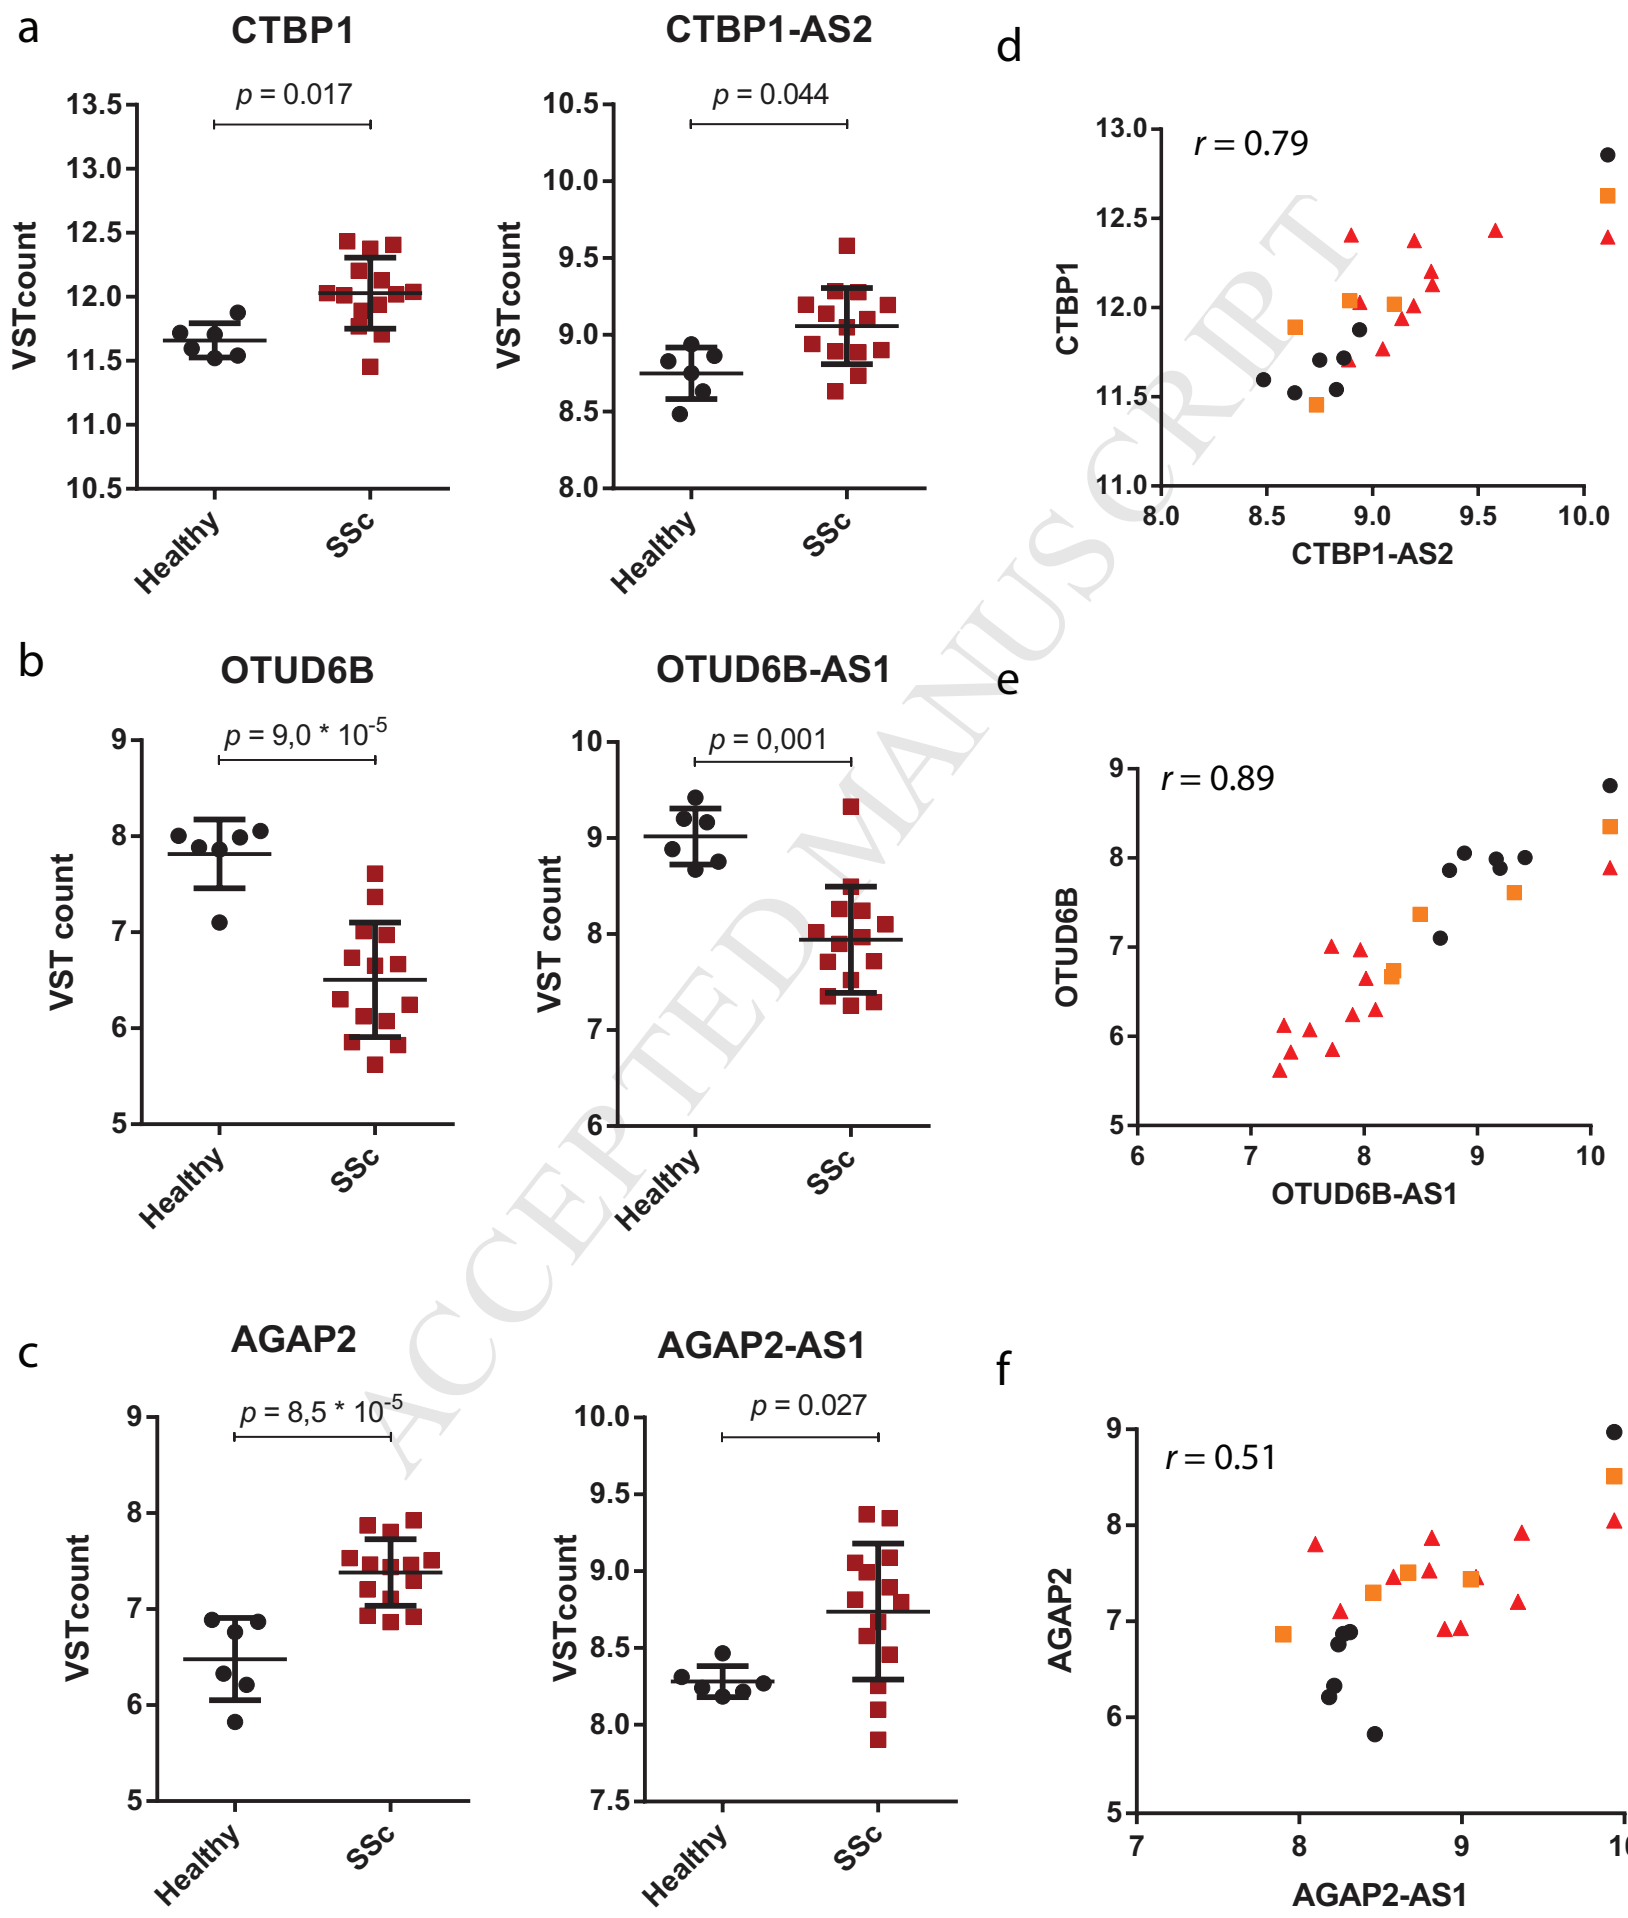 a
CTBP1
CTBP1-AS2
p = 0.017
p = 0.044
13.5
13.0
12.5
12.0
11.5
11.0
10.5
VSTcount
Healthy
SSc
10.5
10.0
9.5
9.0
8.5
8.0
VSTcount
Healthy
SSc
d
r = 0.79
13.0
12.5
12.0
11.5
11.0
CTBP1
8.0 8.5 9.0 9.5 10.0
CTBP1-AS2
b
OTUD6B
OTUD6B-AS1
p = 9,0 * 10-5
p = 0,001
9
8
7
6
5
VST count
Healthy
SSc
10
9
8
7
6
VST count
Healthy
SSc
e
r = 0.89
9
8
7
6
5
OTUD6B
6 7 8 9 10
OTUD6B-AS1
c
AGAP2
AGAP2-AS1
p = 8,5 * 10-5
p = 0.027
9
8
7
6
5
VSTcount
Healthy
SSc
10.0
9.5
9.0
8.5
8.0
7.5
VSTcount
Healthy
SSc
f
r = 0.51
9
8
7
6
5
AGAP2
7 8 9
AGAP2-AS1
ACCEPTED MANUSCRIPT